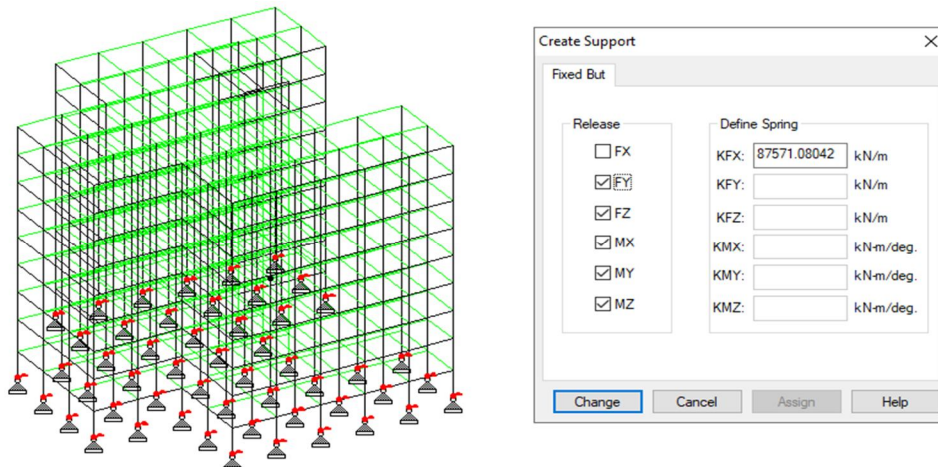 Create Support
Fixed But
Release
FX
FY
FZ
MX
MY
MZ
Define Spring
KFX: 87571.08042 kN/m
KFY: kN/m
KFZ: kN/m
KMX: kN-m/deg.
KMY: kN-m/deg.
KMZ: kN-m/deg.
Change Cancel Assign Help